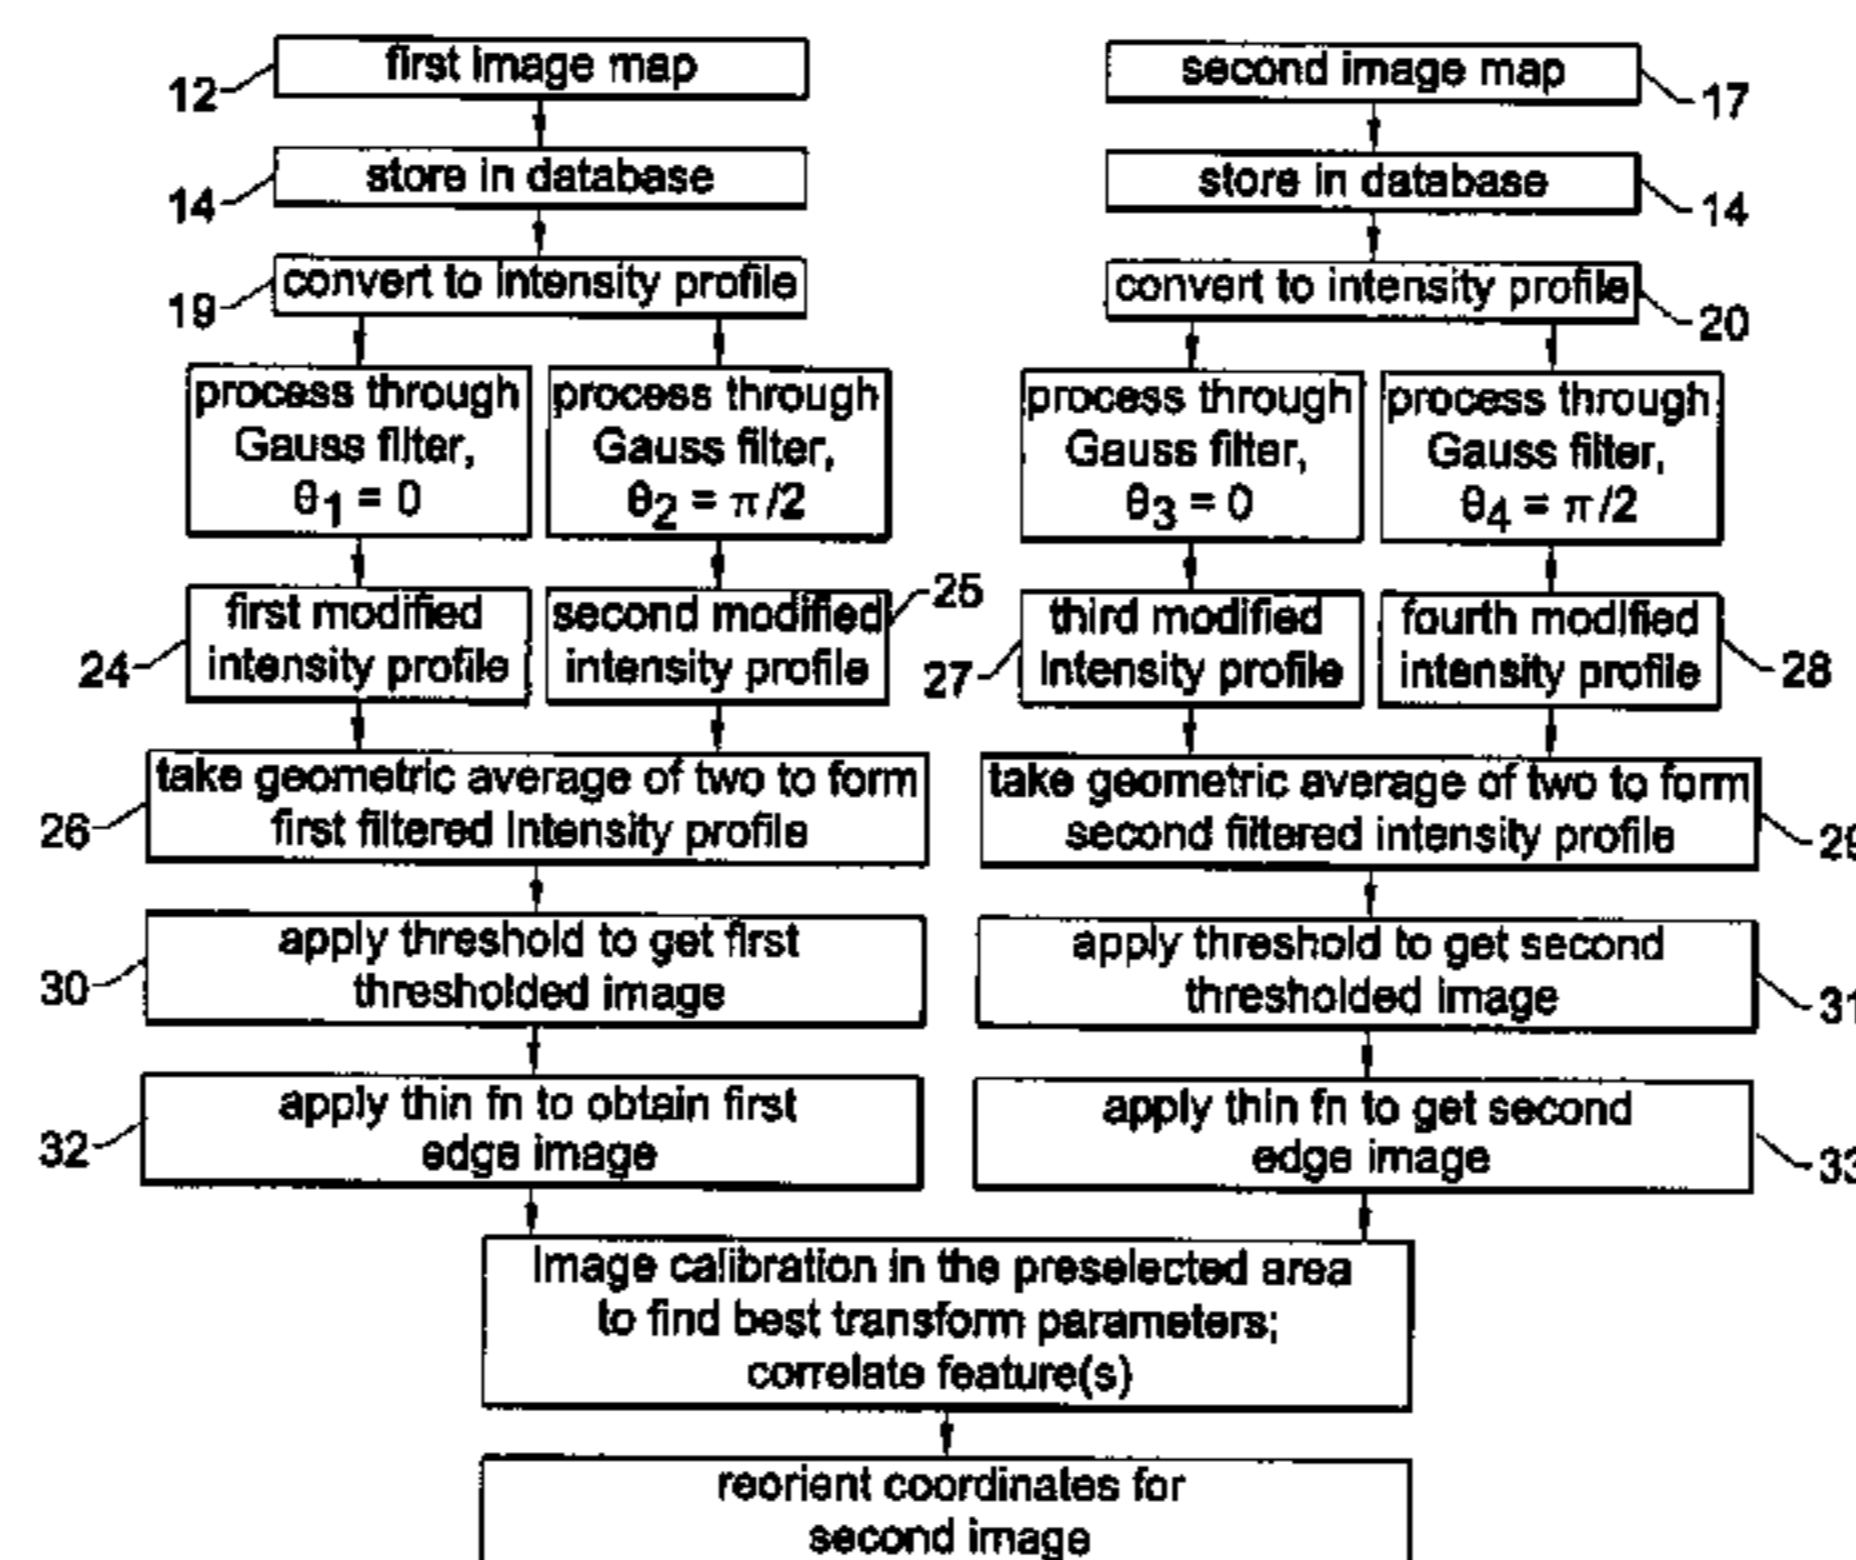 first image map
12
store in database
14
convert to intensity profile
19
process through
Gauss filter,
θ1 = 0
process through
Gauss filter,
θ2 = π/2
first modified
intensity profile
24
second modified
intensity profile
25
take geometric average of two to form
first filtered intensity profile
26
apply threshold to get first
thresholded image
30
apply thin fn to obtain first
edge image
32
second image map
17
store in database
14
convert to intensity profile
20
process through
Gauss filter,
θ3 = 0
process through
Gauss filter,
θ4 = π/2
third modified
intensity profile
27
fourth modified
intensity profile
28
take geometric average of two to form
second filtered intensity profile
29
apply threshold to get second
thresholded image
31
apply thin fn to get second
edge image
33
Image calibration in the preselected area
to find best transform parameters;
correlate feature(s)
reorient coordinates for
second image